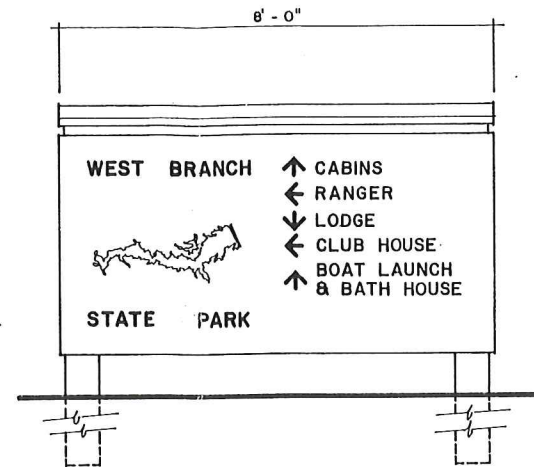 8' - 0"
WEST BRANCH
STATE PARK
↑ CABINS
← RANGER
↓ LODGE
← CLUB HOUSE
↑ BOAT LAUNCH
& BATH HOUSE